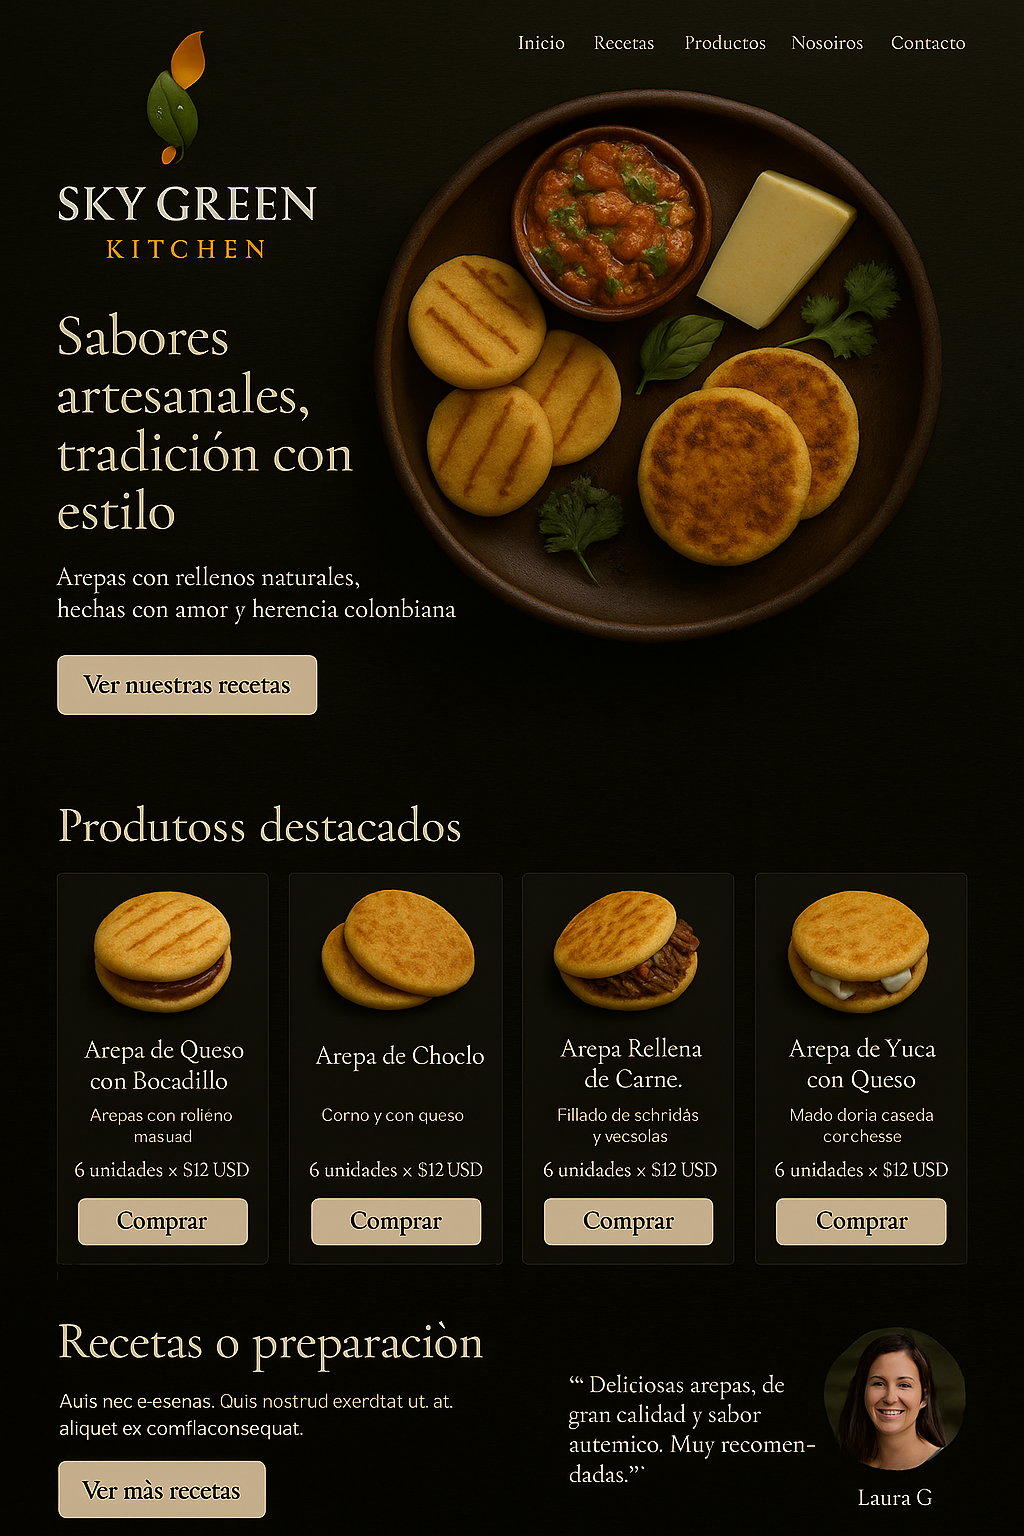 Inicio Recetas Productos Nosoiros Contacto
SKY GREEN
KITCHEN
Sabores
artesanales,
tradición con
estilo
Arepas con rellenos naturales,
hechas con amor y herencia colonbiana
Ver nuestras recetas
Produtoss destacados
Arepa de Queso
con Bocadillo
Arepas con rolieno
masuad
6 unidades × $12 USD
Comprar
Arepa de Choclo
Corno y con queso
6 unidades × $12 USD
Comprar
Arepa Rellena
de Carne.
Fillado de schridás
y vecsolas
6 unidades × $12 USD
Comprar
Arepa de Yuca
con Queso
Mado doria caseda
corchesse
6 unidades × $12 USD
Comprar
Recetas o preparaciòn
Auis nec e-esenas. Quis nostrud exerdtat ut. at.
aliquet ex comflaconsequat.
Ver màs recetas
“‘ Deliciosas arepas, de
gran calidad y sabor
autemico. Muy recomen-
dadas.”`
Laura G